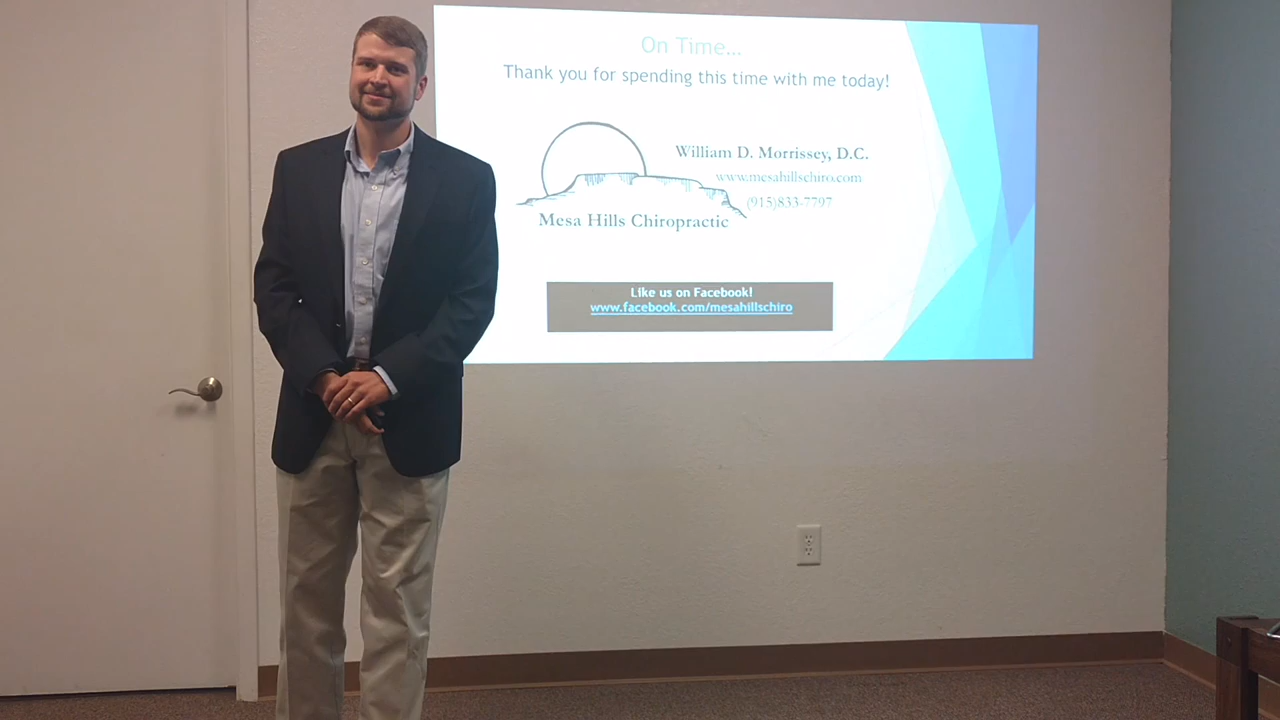 On Time...
Thank you for spending this time with me today!
William D. Morrissey, D.C.
www.mesahillschiro.com
(915)833-7797
Mesa Hills Chiropractic
Like us on Facebook!
www.facebook.com/mesahillschiro